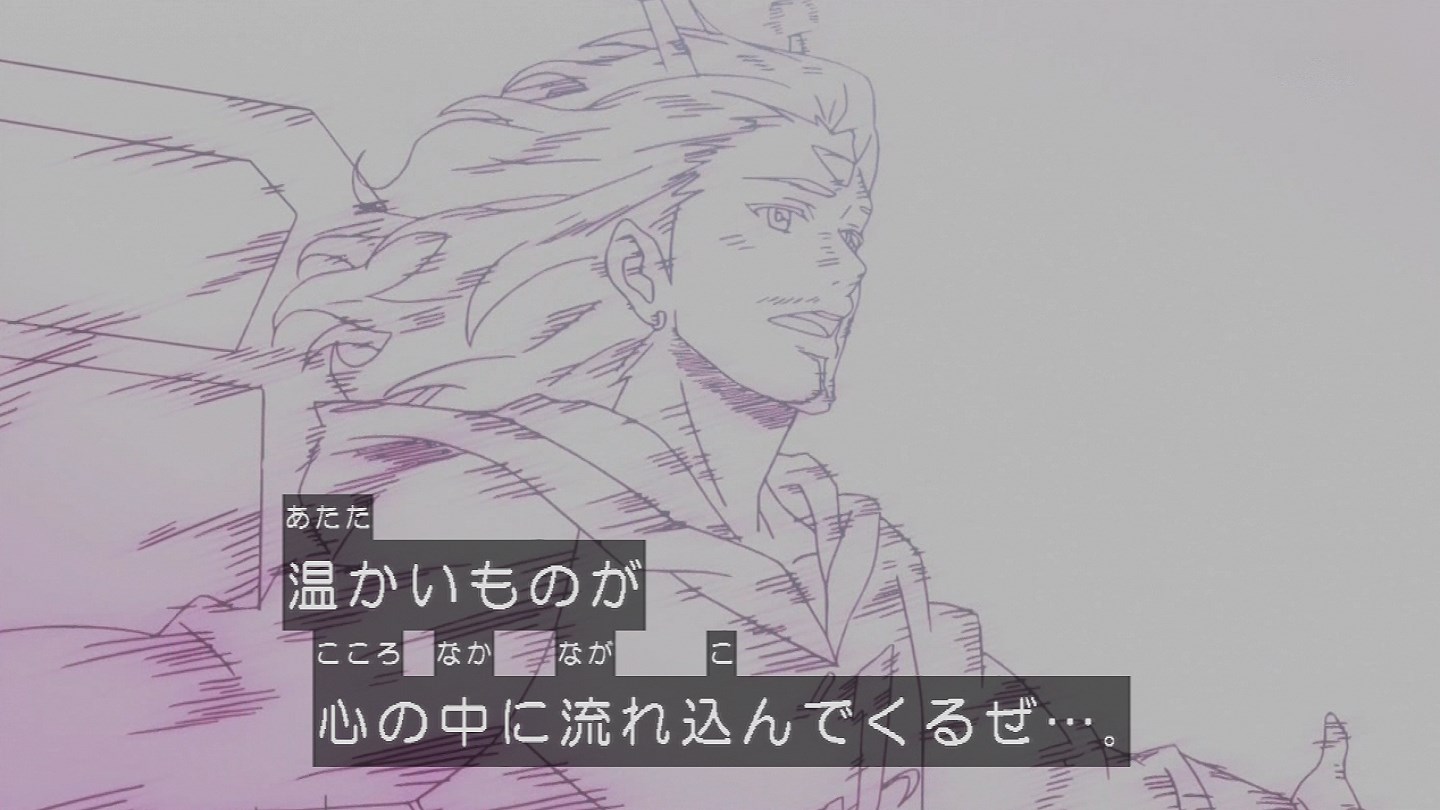 あたた
温かいものが
こころ なか なが こ
心の中に流れ込んでくるぜ…。